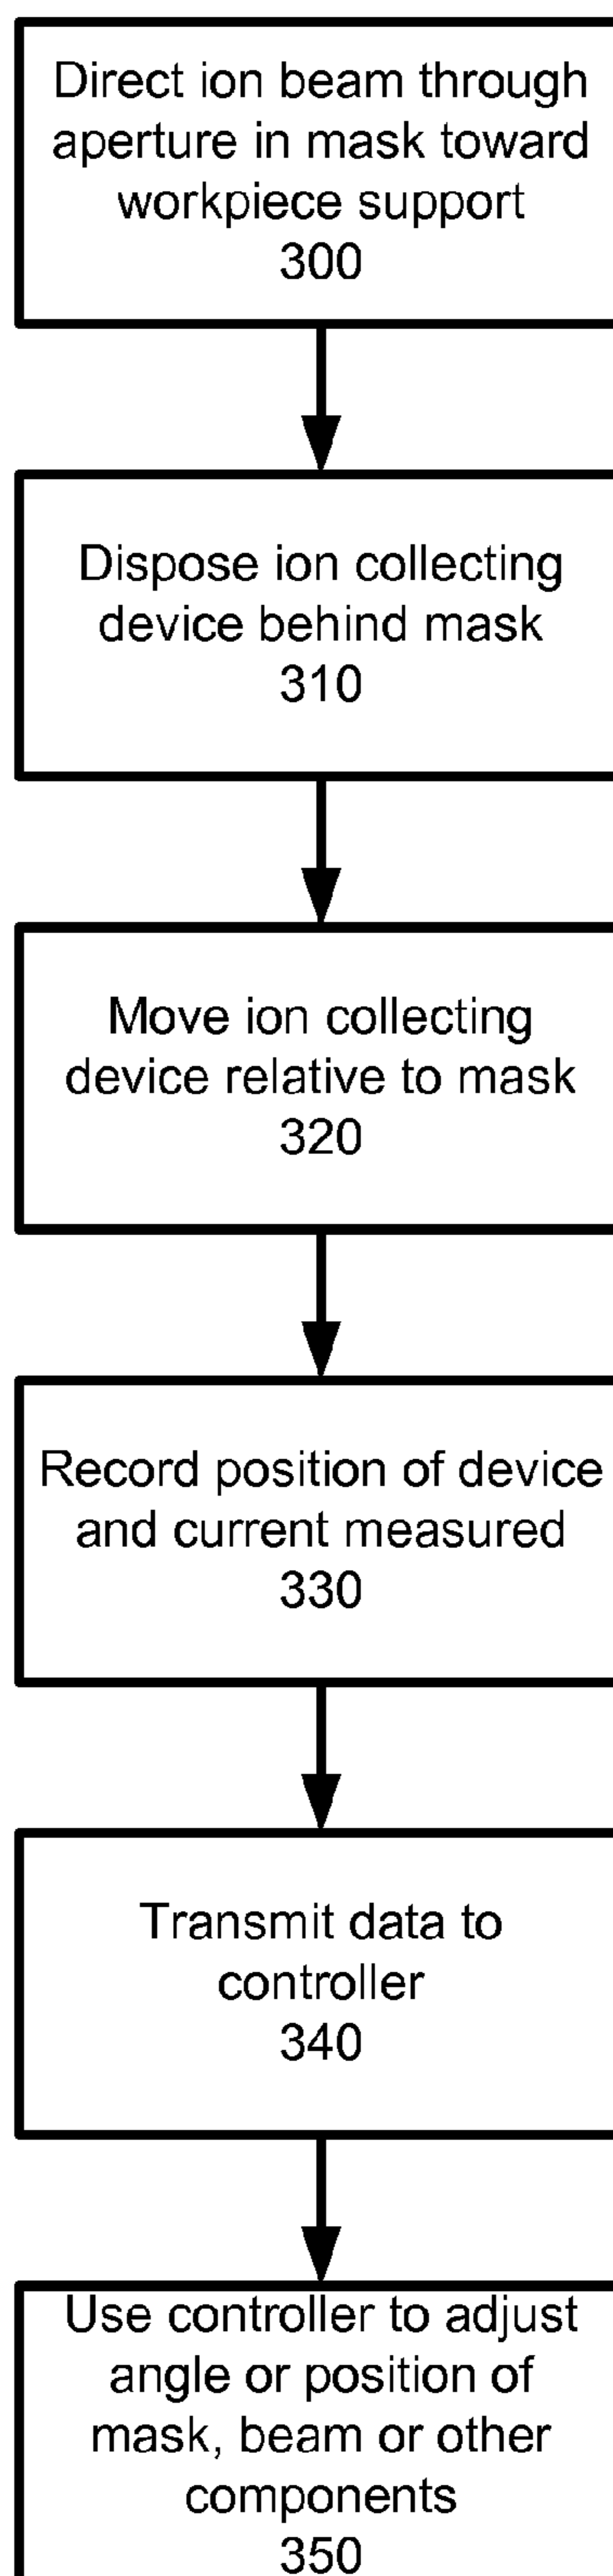 Direct ion beam through
aperture in mask toward
workpiece support
300
Dispose ion collecting
device behind mask
310
Move ion collecting
device relative to mask
320
Record position of device
and current measured
330
Transmit data to
controller
340
Use controller to adjust
angle or position of
mask, beam or other
components
350